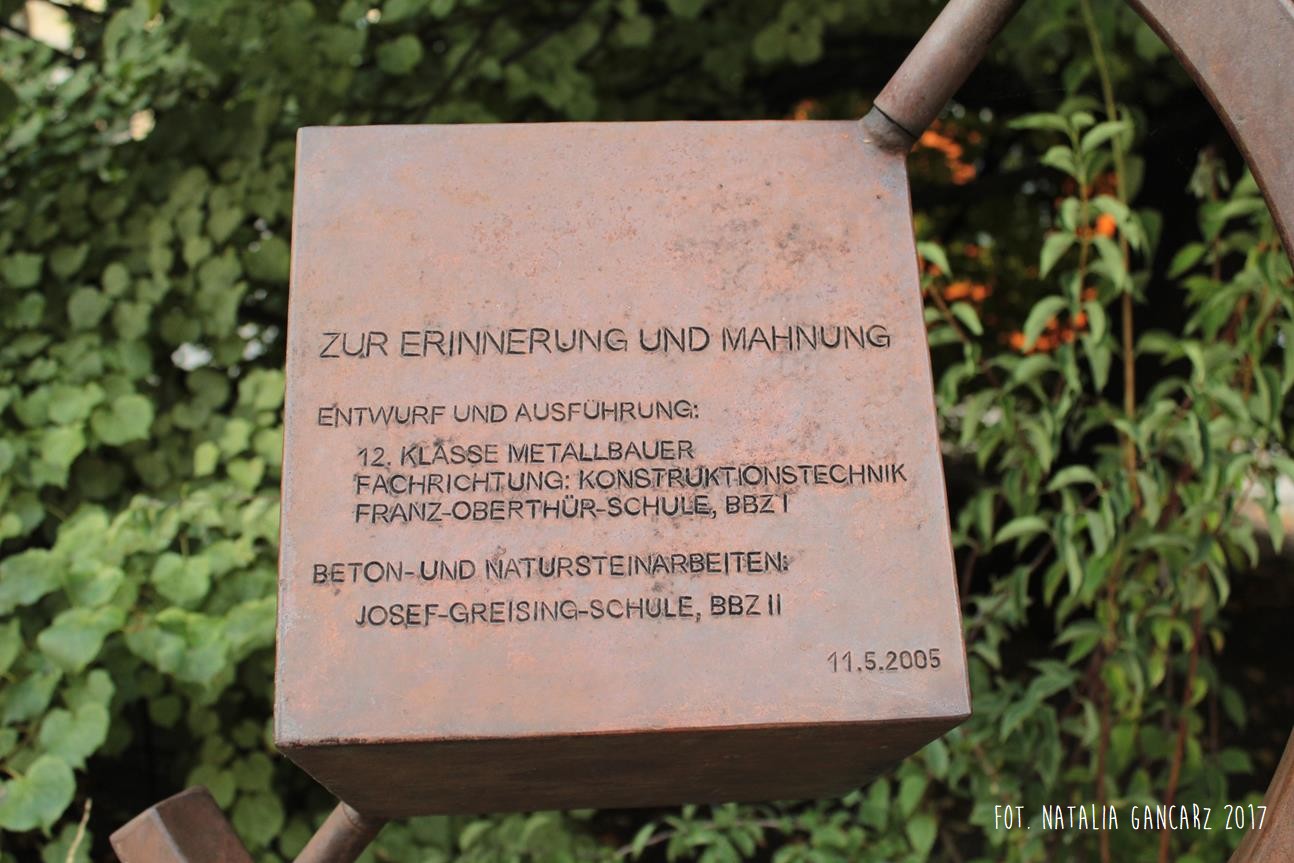 ZUR ERINNERUNG UND MAHNUNG
ENTWURF UND AUSFÜHRUNG:
12. KLASSE METALLBAUER
FACHRICHTUNG: KONSTRUKTIONSTECHNIK
FRANZ-OBERTHÜR-SCHULE, BBZ I
BETON-UND NATURSTEINARBEITEN:
JOSEF-GREISING-SCHULE, BBZ II
11.5.2005
FOT. NATALIA GANCARZ 2017